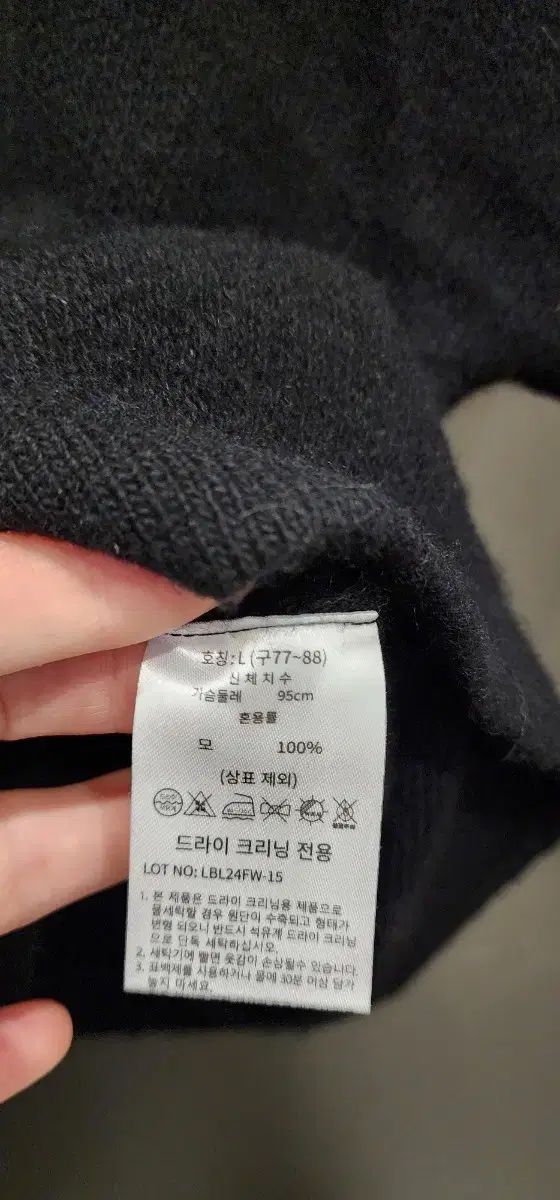 호칭: L (구77~88)
신체치수
가슴둘레 95cm
혼용률
모 100%
(상표 제외)
드라이 크리닝 전용
LOT NO: LBL24FW-15
1. 본 제품은 드라이 크리닝용 제품으로
물세탁할 경우 원단이 수축되고 형태가
변형 되오니 반드시 석유계 드라이 크리닝
으로 단독 세탁하십시오.
2. 세탁기에 빨면 옷감이 손상될수 있습니다.
3. 표백제를 사용하거나 물에 30분 이상 담가
놓지 마세요.